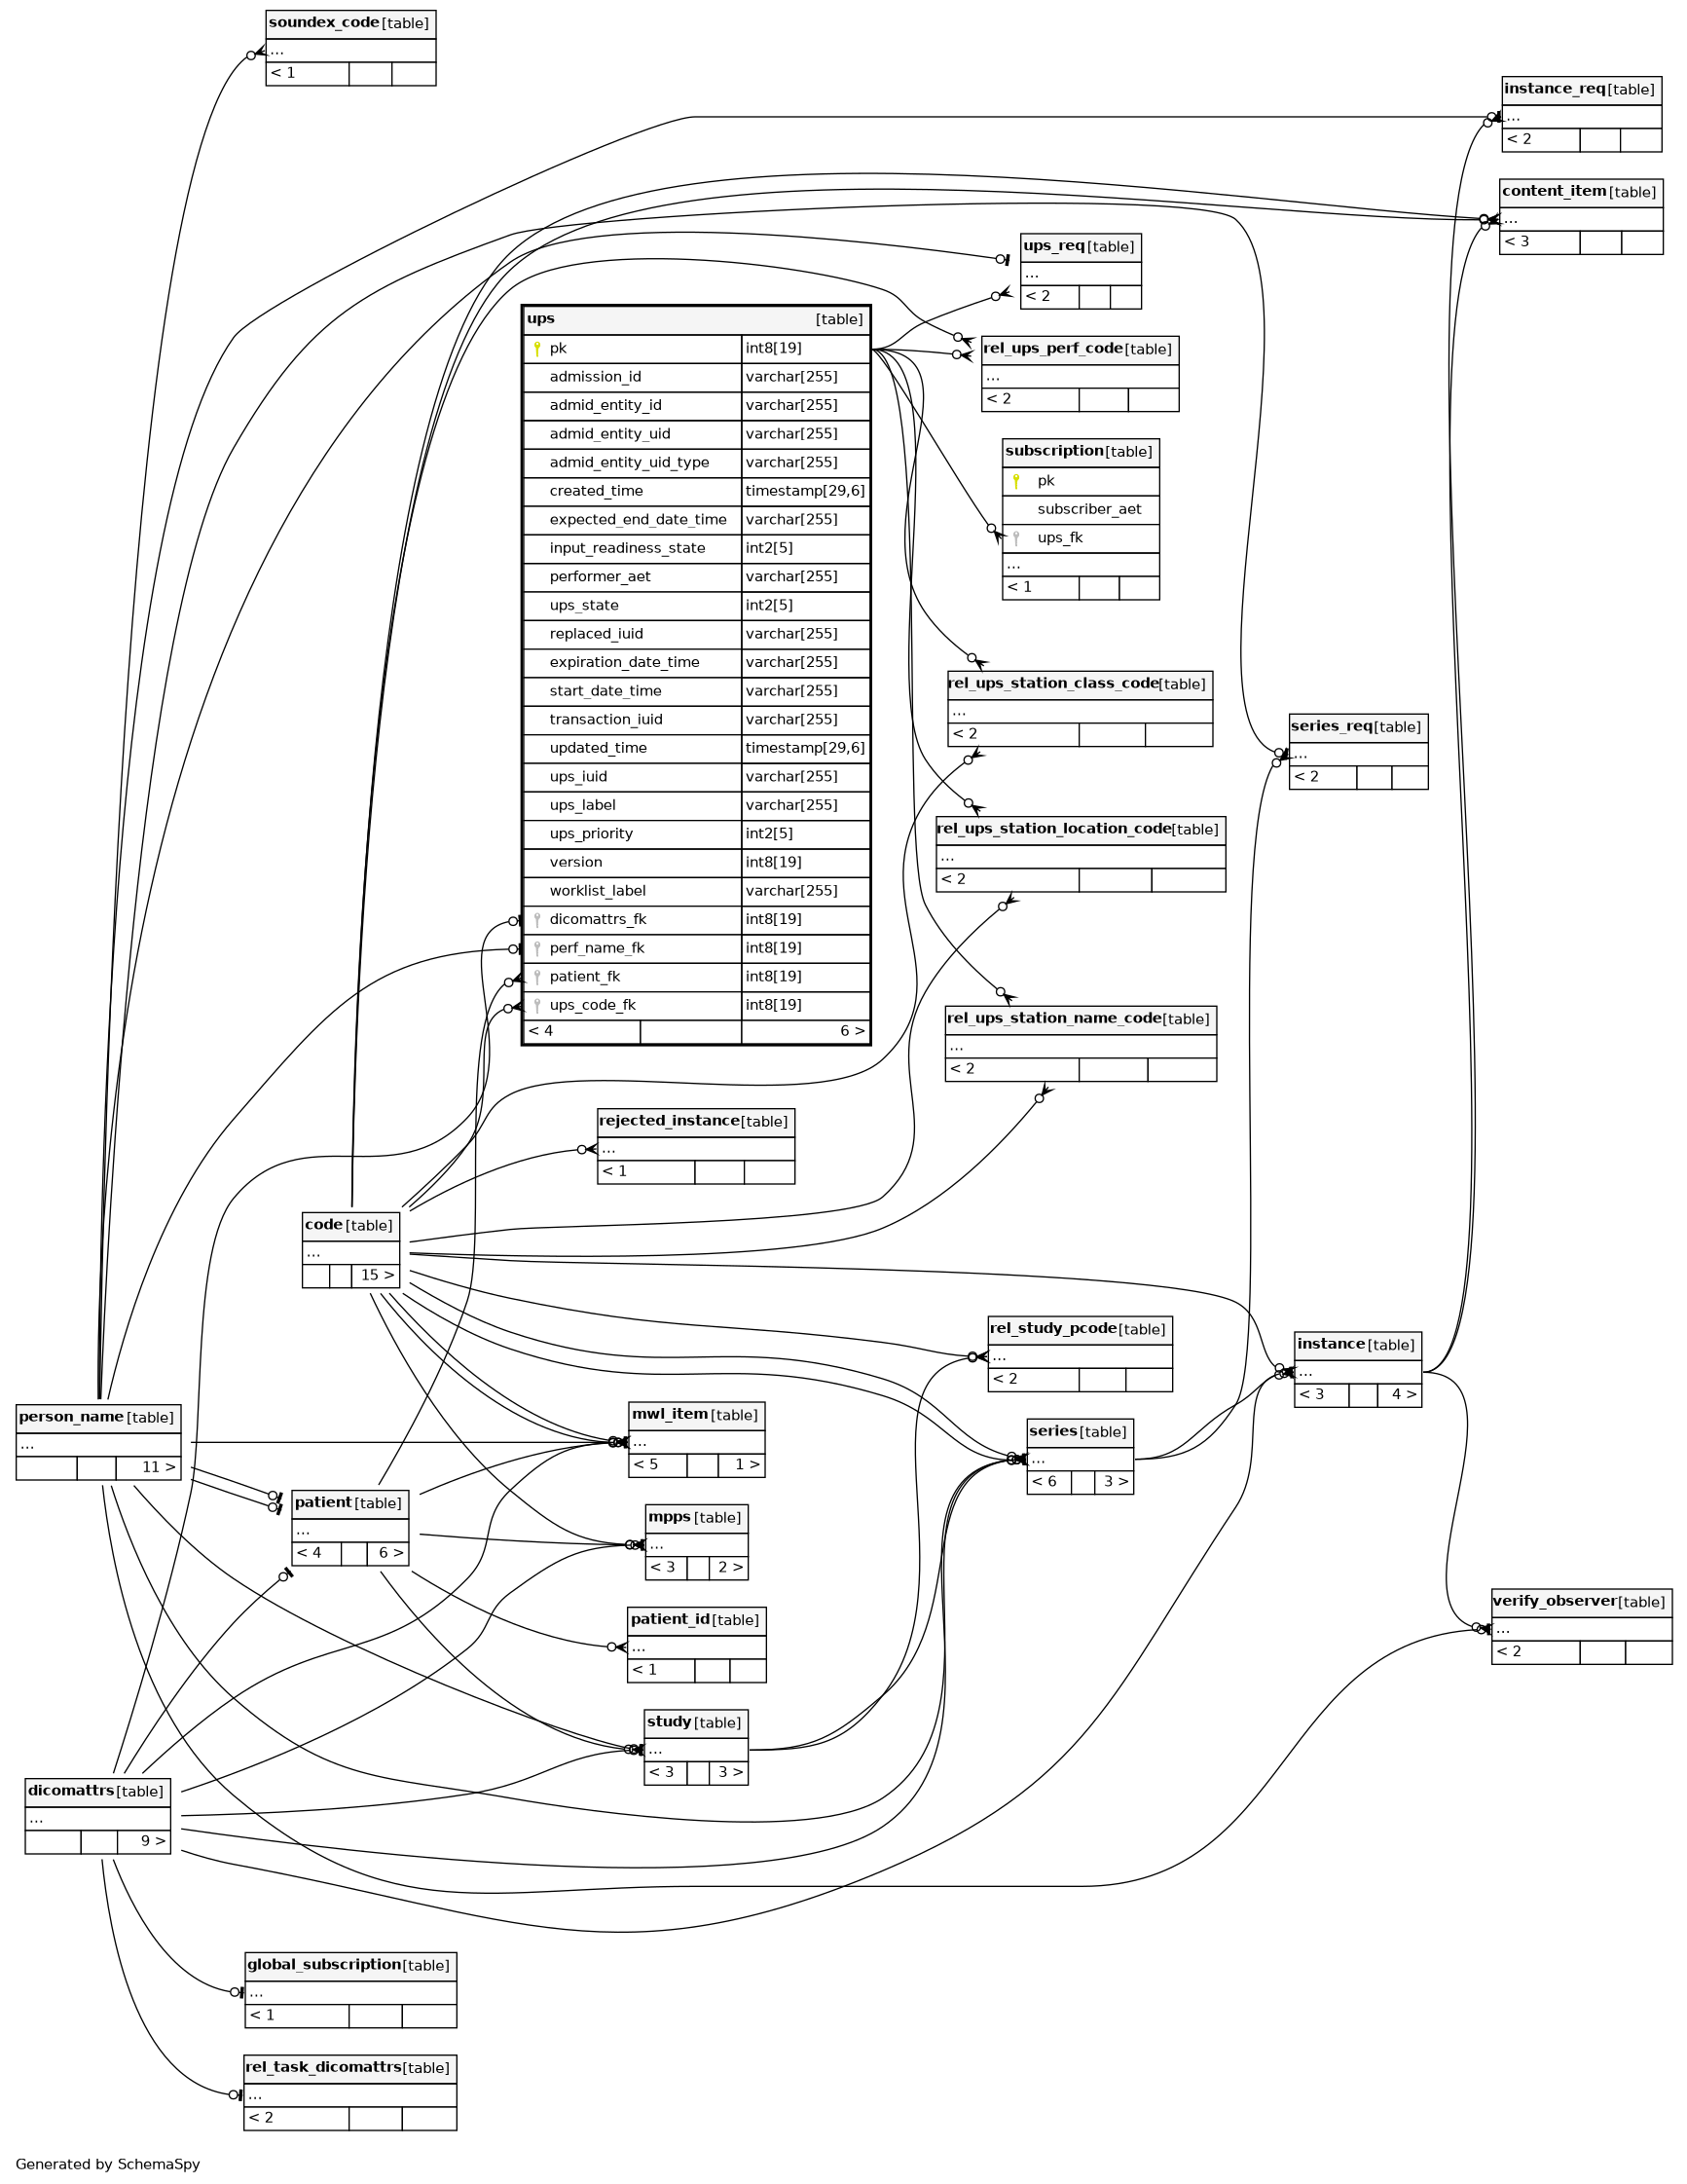 soundex_code [table]
...
< 1
instance_req [table]
...
< 2
content_item [table]
...
< 3
ups_req [table]
...
< 2
ups [table]
pk int8[19]
admission_id varchar[255]
admid_entity_id varchar[255]
admid_entity_uid varchar[255]
admid_entity_uid_type varchar[255]
created_time timestamp[29,6]
expected_end_date_time varchar[255]
input_readiness_state int2[5]
performer_aet varchar[255]
ups_state int2[5]
replaced_iuid varchar[255]
expiration_date_time varchar[255]
start_date_time varchar[255]
transaction_iuid varchar[255]
updated_time timestamp[29,6]
ups_iuid varchar[255]
ups_label varchar[255]
ups_priority int2[5]
version int8[19]
worklist_label varchar[255]
dicomattrs_fk int8[19]
perf_name_fk int8[19]
patient_fk int8[19]
ups_code_fk int8[19]
< 4 6 >
rel_ups_perf_code [table]
...
< 2
subscription [table]
pk
subscriber_aet
ups_fk
...
< 1
rel_ups_station_class_code [table]
...
< 2
series_req [table]
...
< 2
rel_ups_station_location_code [table]
...
< 2
rel_ups_station_name_code [table]
...
< 2
rejected_instance [table]
...
< 1
code [table]
...
15 >
rel_study_pcode [table]
...
< 2
instance [table]
...
< 3 4 >
person_name [table]
...
11 >
mwl_item [table]
...
< 5 1 >
series [table]
...
< 6 3 >
patient [table]
...
< 4 6 >
mpps [table]
...
< 3 2 >
patient_id [table]
...
< 1
verify_observer [table]
...
< 2
study [table]
...
< 3 3 >
dicomattrs [table]
...
9 >
global_subscription [table]
...
< 1
rel_task_dicomattrs [table]
...
< 2
Generated by SchemaSpy